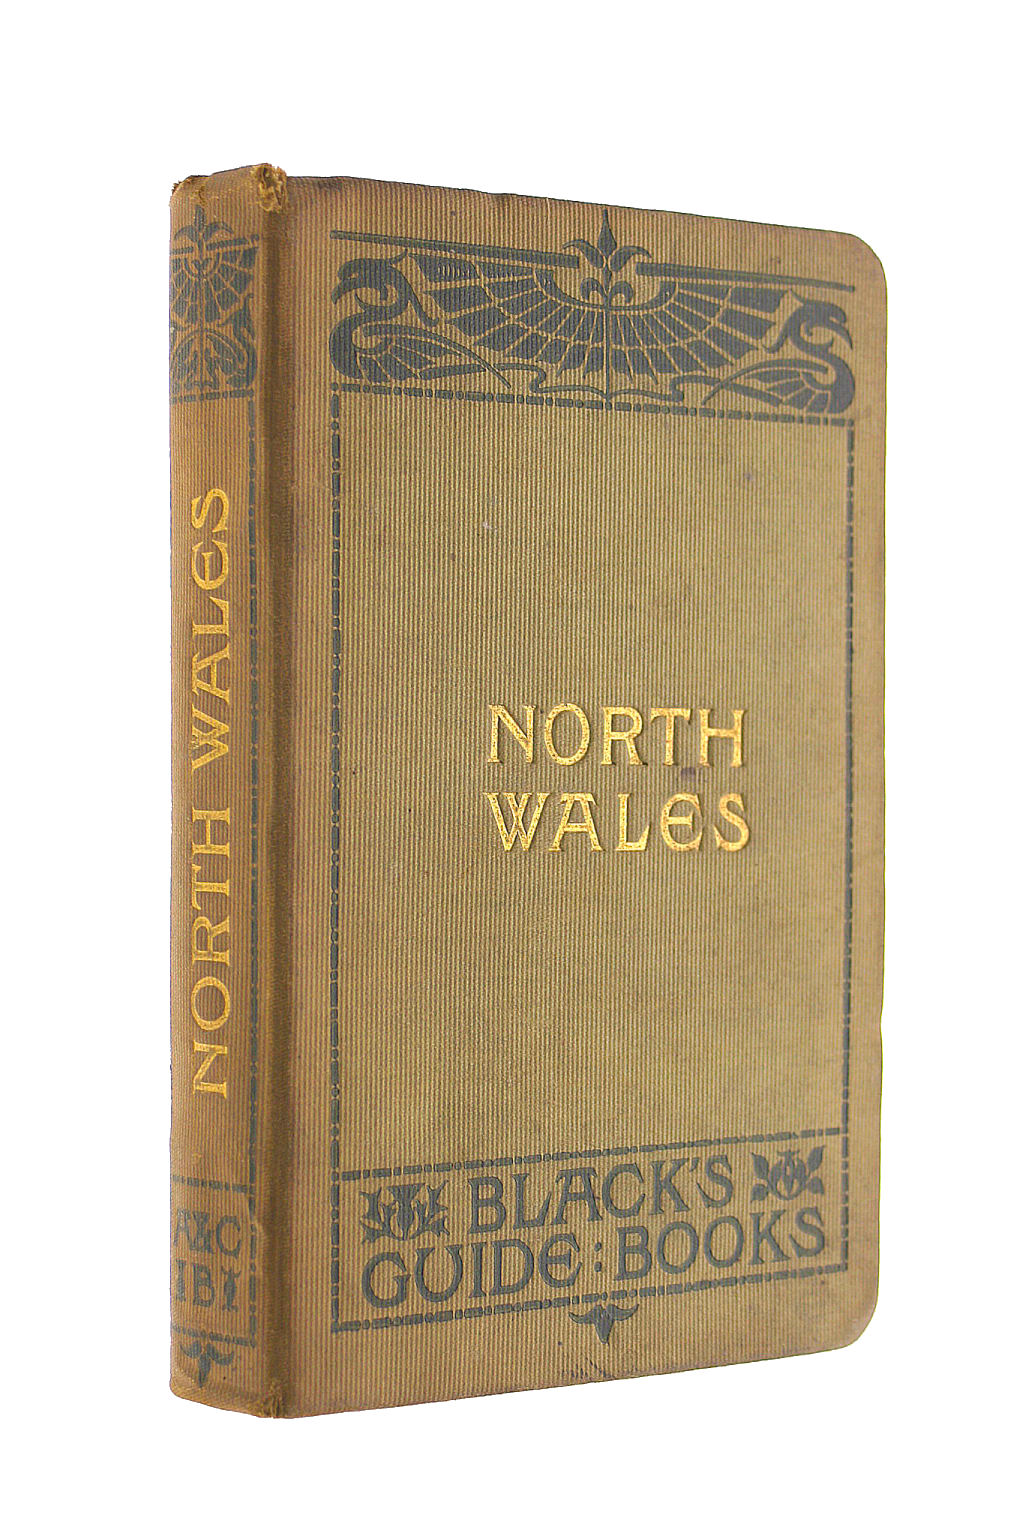 NORTH WALES
A&C
B
NORTH
WALES
BLACK'S
GUIDE:BOOKS